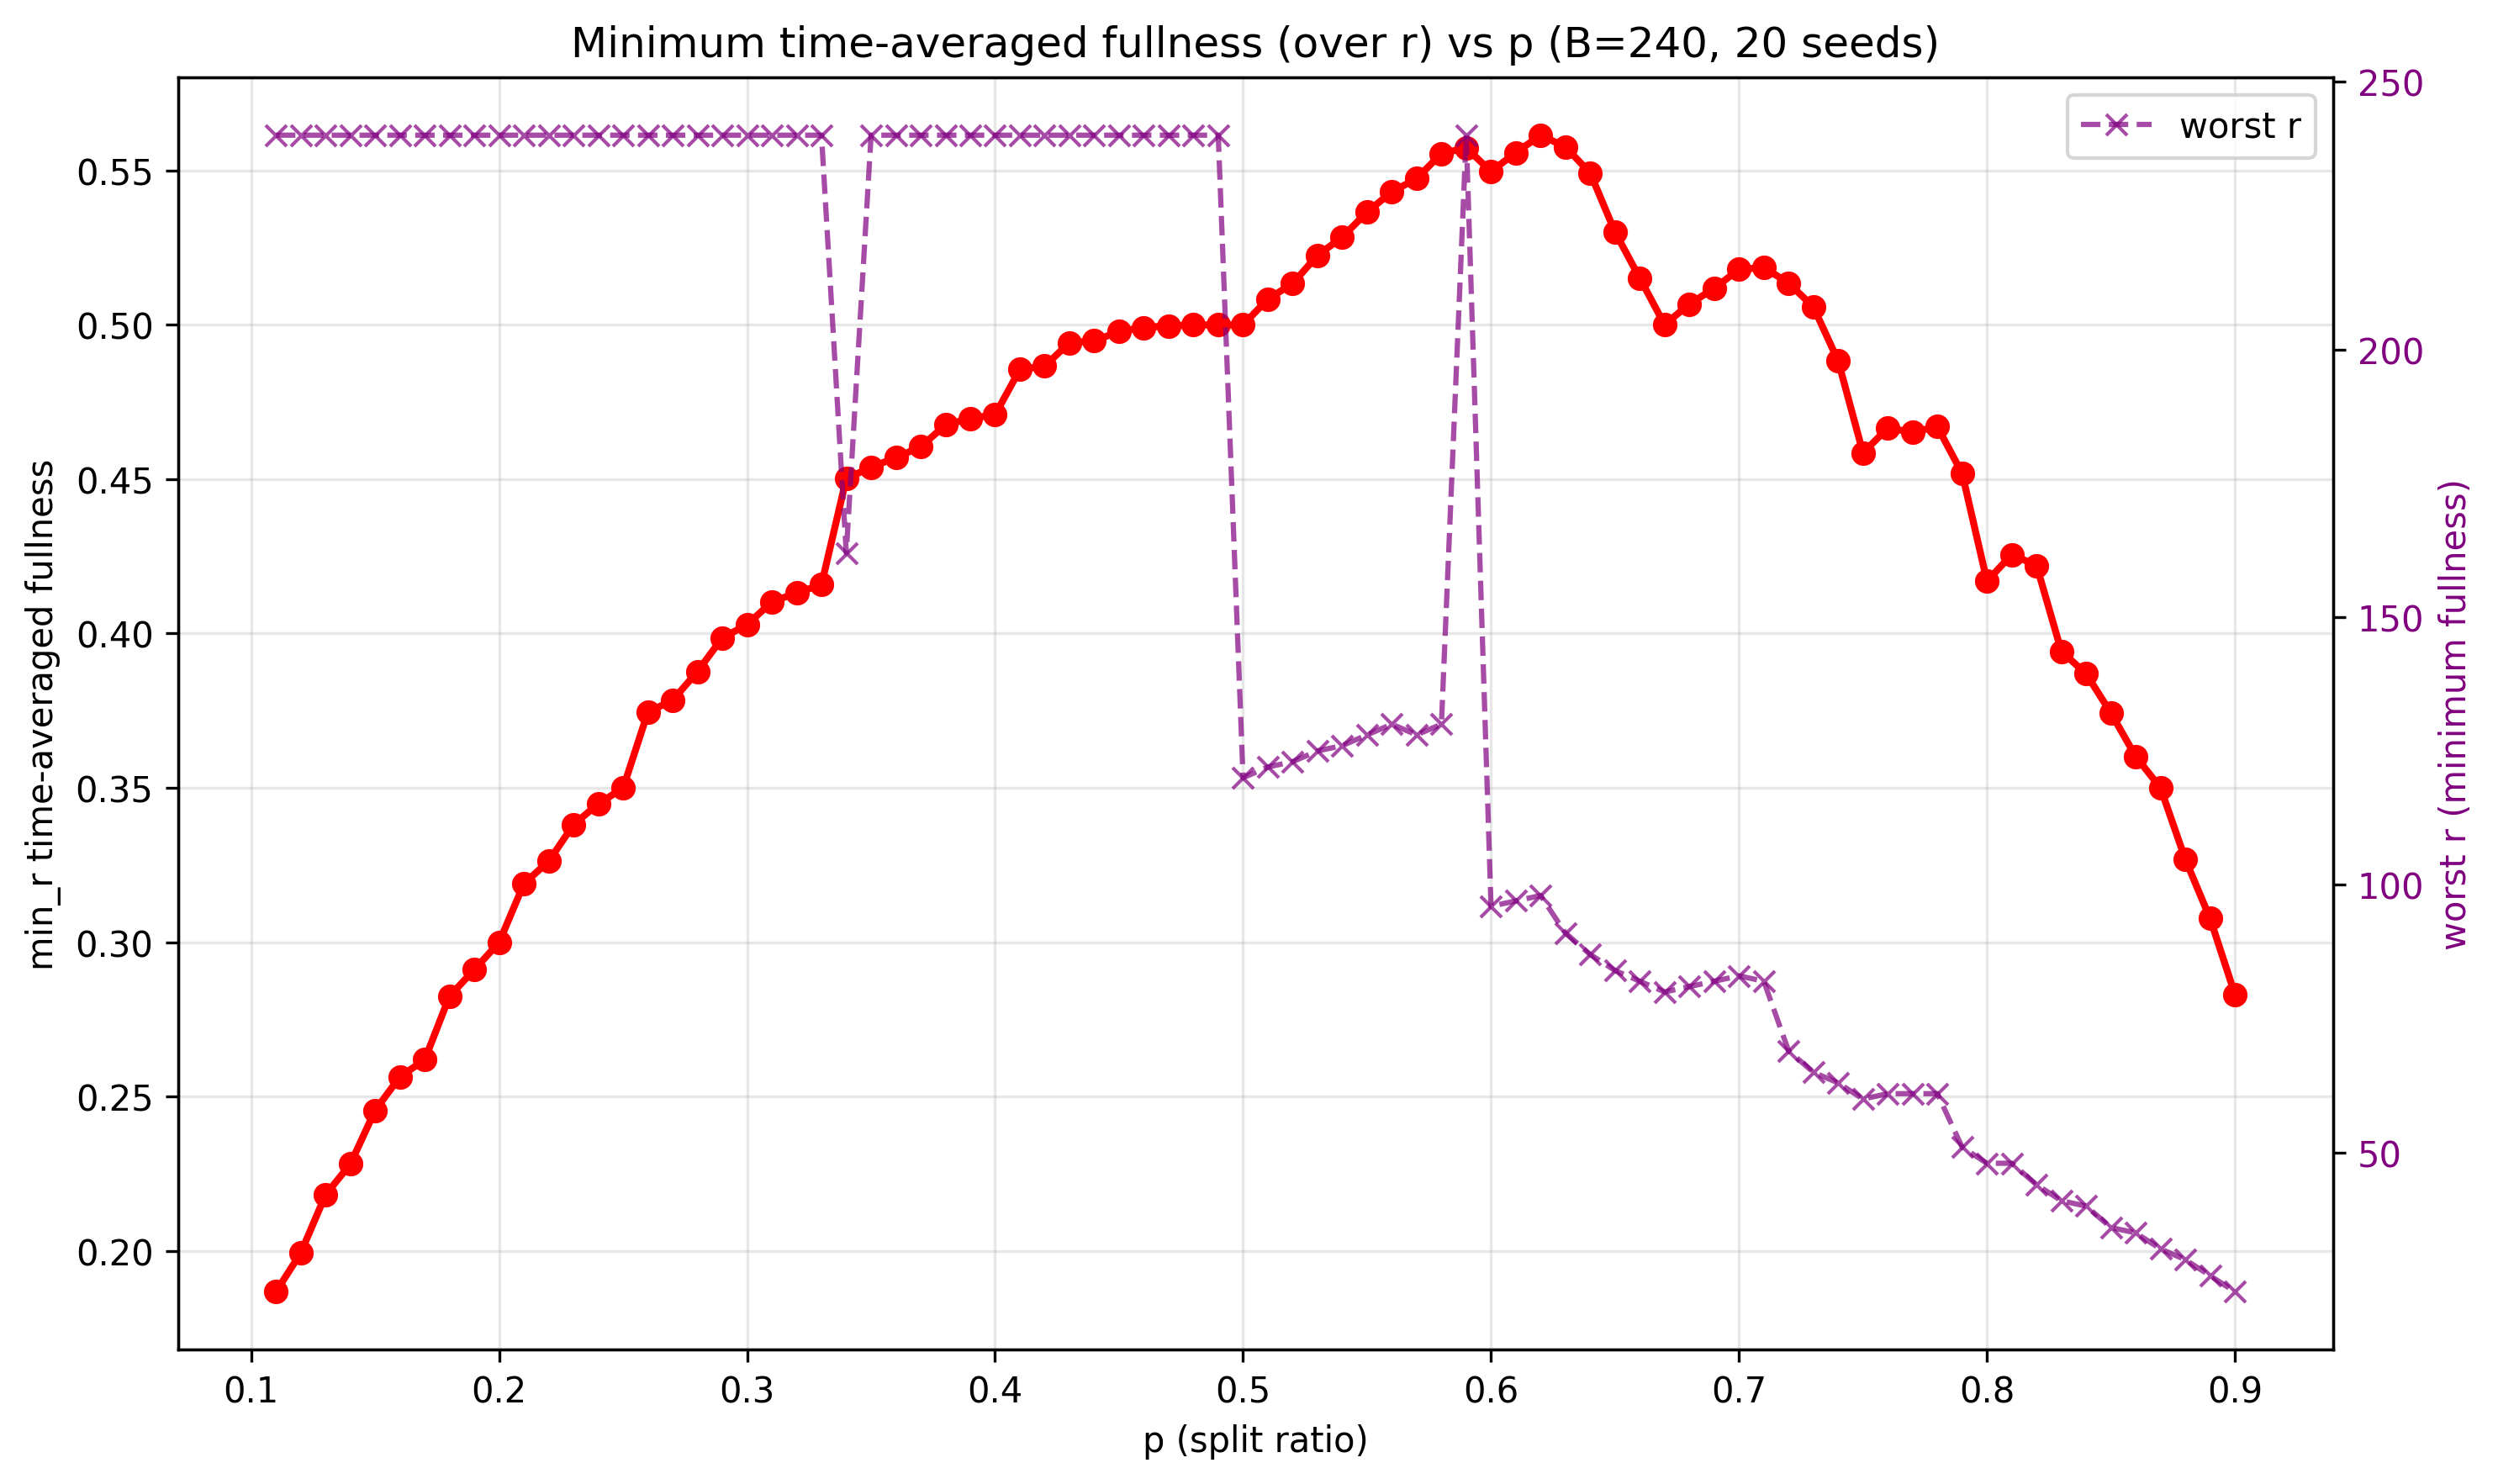 Minimum time-averaged fullness (over r) vs p (B=240, 20 seeds)
worst r
min_r time-averaged fullness
0.55
0.50
0.45
0.40
0.35
0.30
0.25
0.20
250
200
150
100
50
worst r (minimum fullness)
0.1 0.2 0.3 0.4 0.5 0.6 0.7 0.8 0.9
p (split ratio)